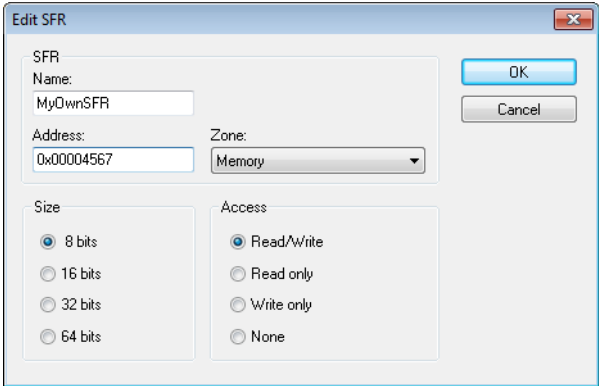 Edit SFR
SFR
Name:
MyOwnSFR
Address:
0x00004567
Zone:
Memory
OK
Cancel
Size
8 bits
16 bits
32 bits
64 bits
Access
Read/Write
Read only
Write only
None